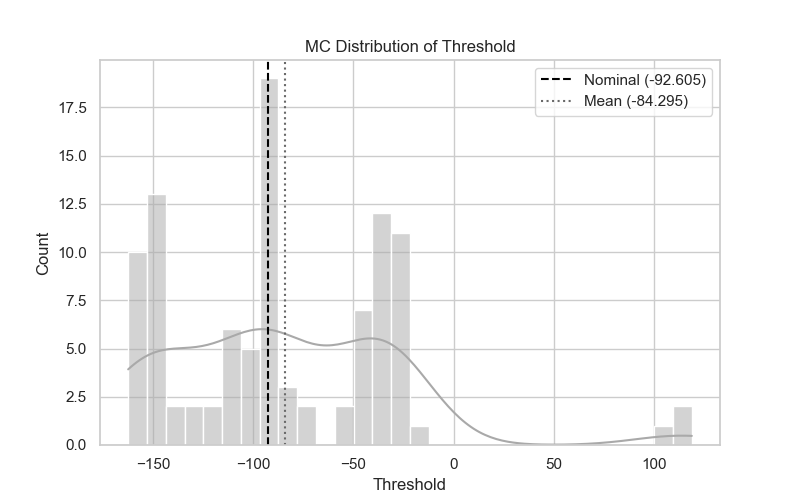 MC Distribution of Threshold
Nominal (-92.605)
Mean (-84.295)
17.5
15.0
12.5
10.0
7.5
5.0
2.5
0.0
Count
−150
−100
−50
0
50
100
Threshold